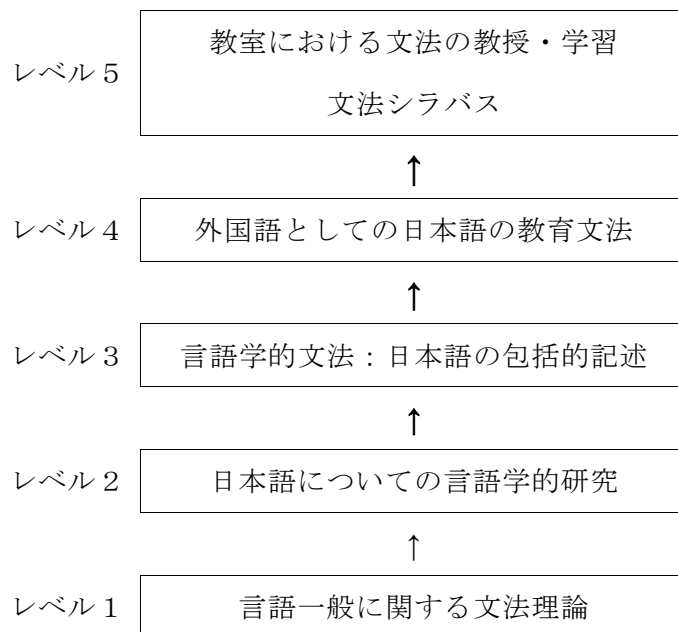 レベル５
教室における文法の教授・学習
文法シラバス
↑
レベル４
外国語としての日本語の教育文法
↑
レベル３
言語学的文法：日本語の包括的記述
↑
レベル２
日本語についての言語学的研究
↑
レベル１
言語一般に関する文法理論